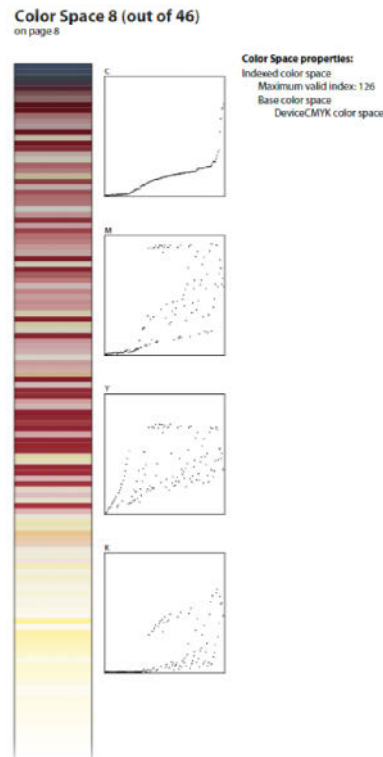 Color Space 8 (out of 46)
on page 8
Color Space properties:
Indexed color space
Maximum valid index: 126
Base color space
DeviceCMYK color space
C
M
Y
K